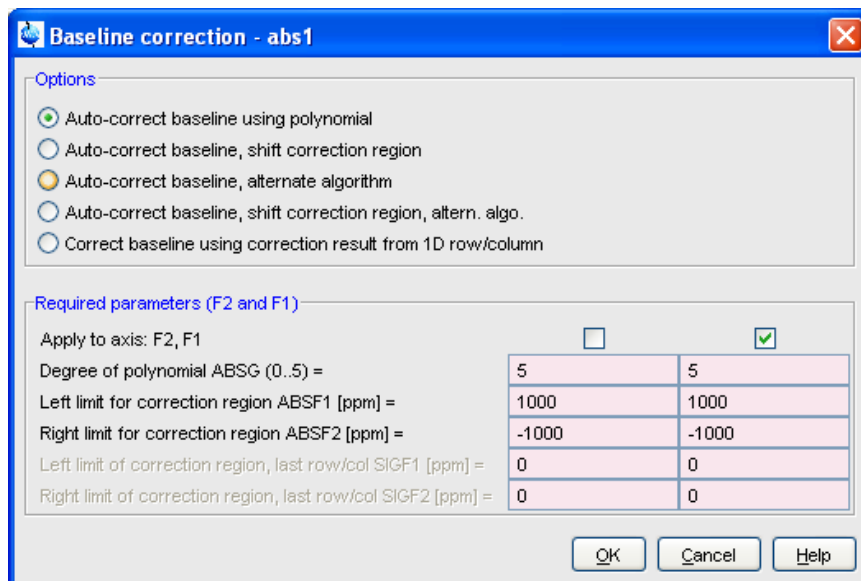 Baseline correction - abs1
Options
Auto-correct baseline using polynomial
Auto-correct baseline, shift correction region
Auto-correct baseline, alternate algorithm
Auto-correct baseline, shift correction region, altern. algo.
Correct baseline using correction result from 1D row/column
Required parameters (F2 and F1)
Apply to axis: F2, F1
Degree of polynomial ABSG (0..5) = 5 5
Left limit for correction region ABSF1 [ppm] = 1000 1000
Right limit for correction region ABSF2 [ppm] = -1000 -1000
Left limit of correction region, last row/col SIGF1 [ppm] = 0 0
Right limit of correction region, last row/col SIGF2 [ppm] = 0 0
OK Cancel Help